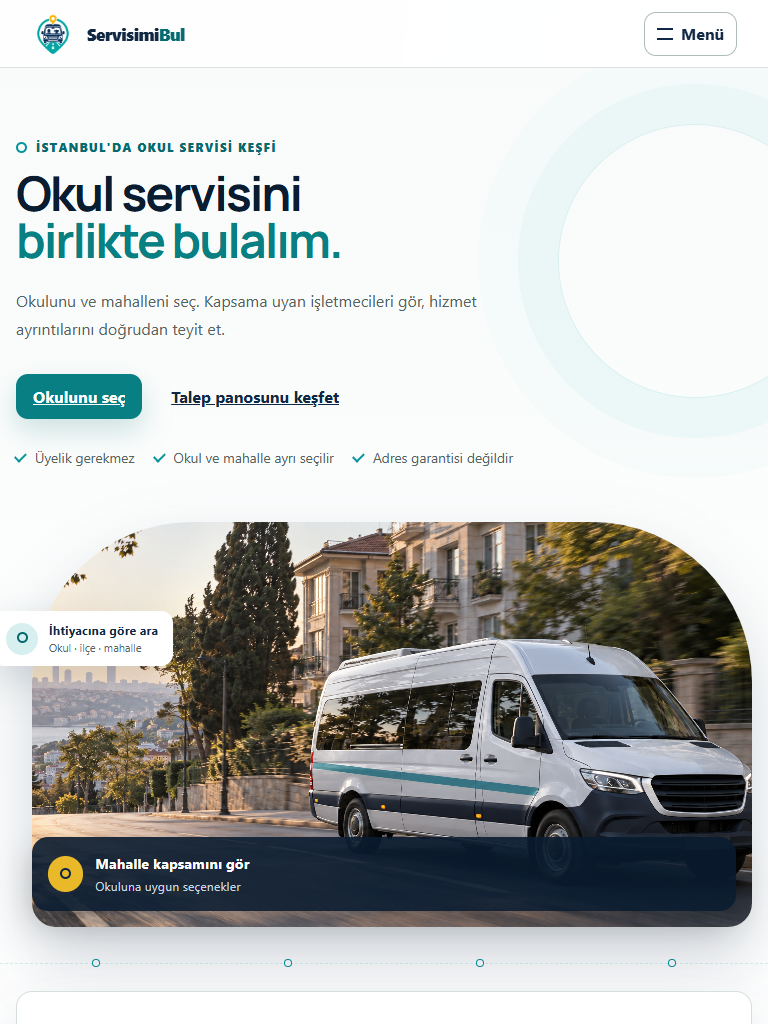 ServisimiBul
Menü
İSTANBUL'DA OKUL SERVİSİ KEŞFİ
Okul servisini
birlikte bulalım.
Okulunu ve mahalleni seç. Kapsama uyan işletmecileri gör, hizmet
ayrıntılarını doğrudan teyit et.
Okulunu seç
Talep panosunu keşfet
Üyelik gerekmez
Okul ve mahalle ayrı seçilir
Adres garantisi değildir
İhtiyacına göre ara
Okul · ilçe · mahalle
Mahalle kapsamını gör
Okuluna uygun seçenekler